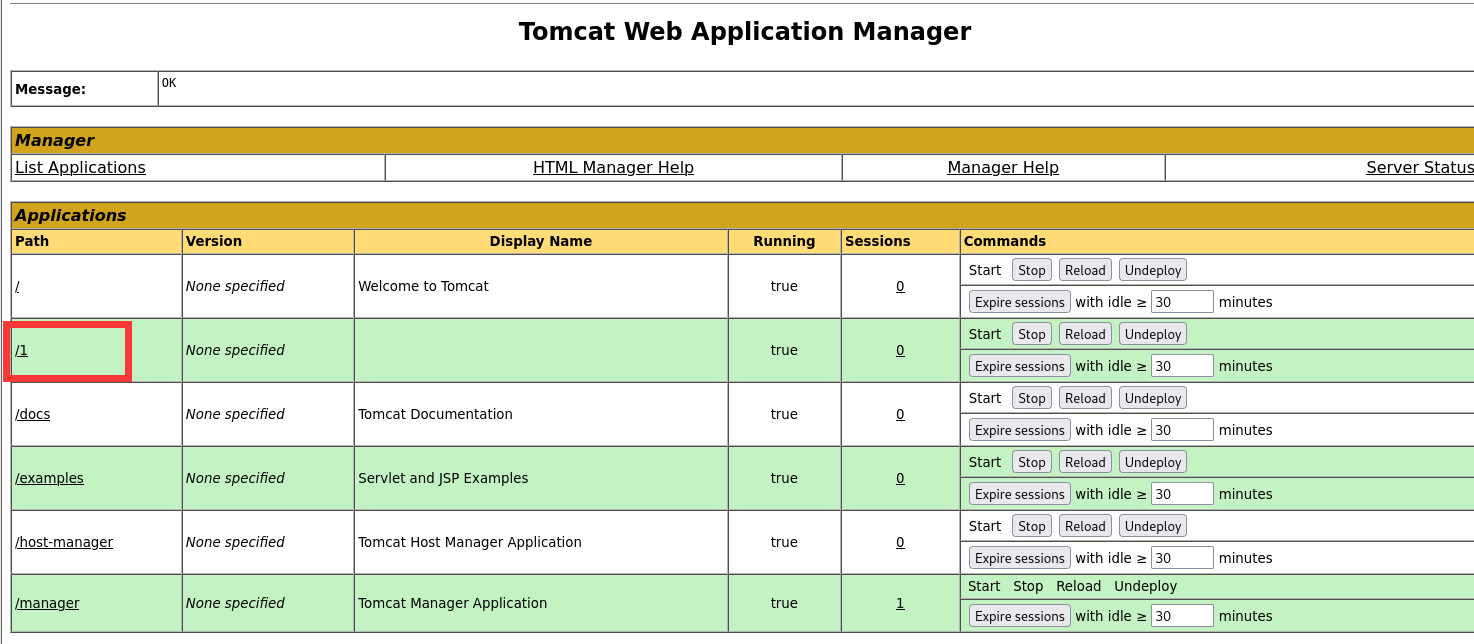 Tomcat Web Application Manager
Message: OK
Manager
List Applications HTML Manager Help Manager Help Server Status
Applications
Path Version Display Name Running Sessions Commands
/ None specified Welcome to Tomcat true 0 Start Stop Reload Undeploy
Expire sessions with idle ≥ 30 minutes
/1 None specified true 0 Start Stop Reload Undeploy
Expire sessions with idle ≥ 30 minutes
/docs None specified Tomcat Documentation true 0 Start Stop Reload Undeploy
Expire sessions with idle ≥ 30 minutes
/examples None specified Servlet and JSP Examples true 0 Start Stop Reload Undeploy
Expire sessions with idle ≥ 30 minutes
/host-manager None specified Tomcat Host Manager Application true 0 Start Stop Reload Undeploy
Expire sessions with idle ≥ 30 minutes
/manager None specified Tomcat Manager Application true 1 Start Stop Reload Undeploy
Expire sessions with idle ≥ 30 minutes